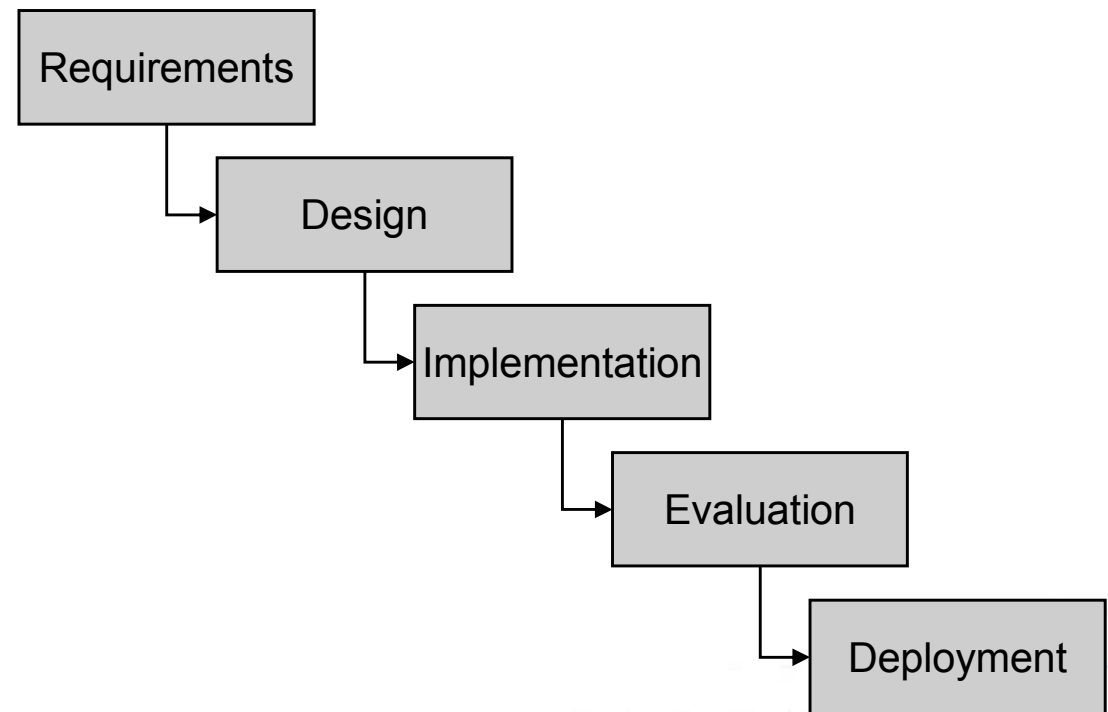 Requirements
Design
Implementation
Evaluation
Deployment